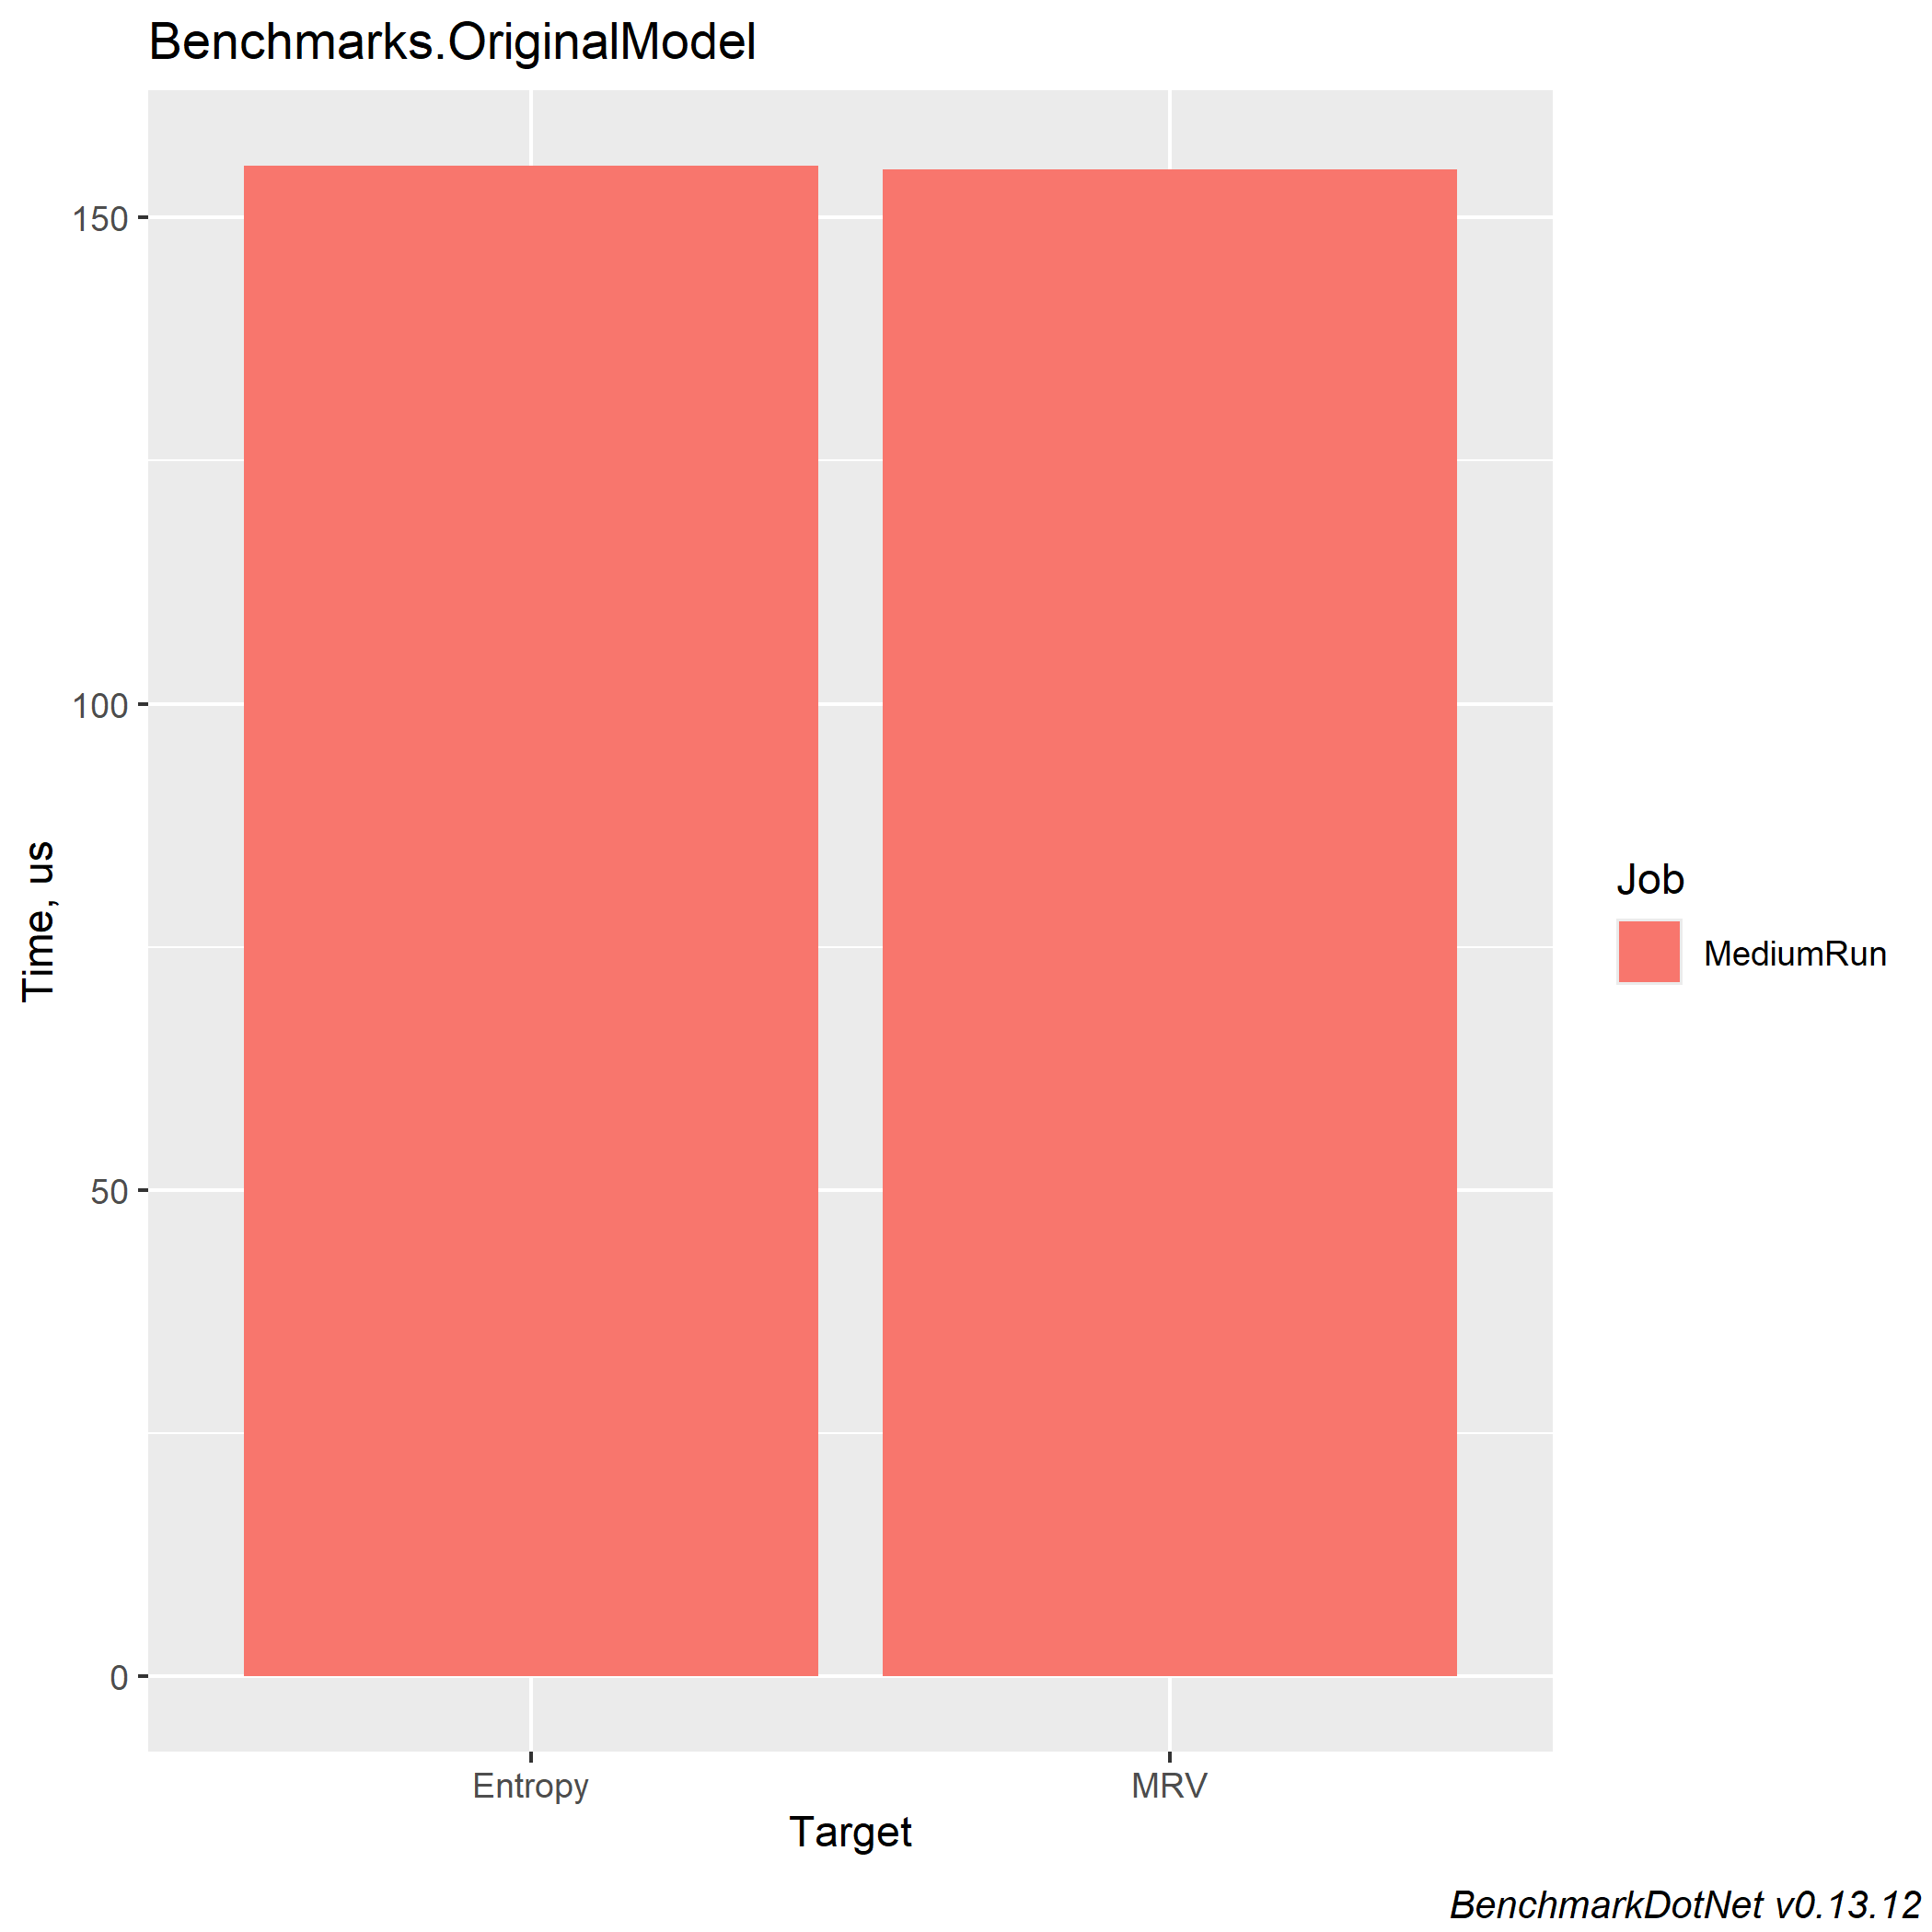 Benchmarks.OriginalModel
150
100
50
0
Time, us
Entropy
MRV
Target
Job
MediumRun
BenchmarkDotNet v0.13.12